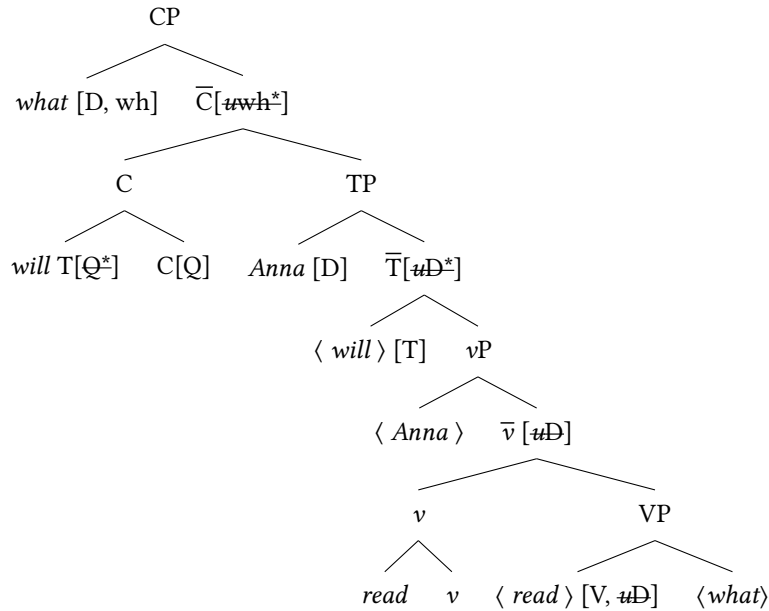 CP
what [D, wh] C̅[uwh*]
C TP
will T[Q*] C[Q] Anna [D] T̅[uD*]
⟨ will ⟩ [T] vP
⟨ Anna ⟩ v̅ [uD]
v VP
read v ⟨ read ⟩ [V, uD] ⟨what⟩